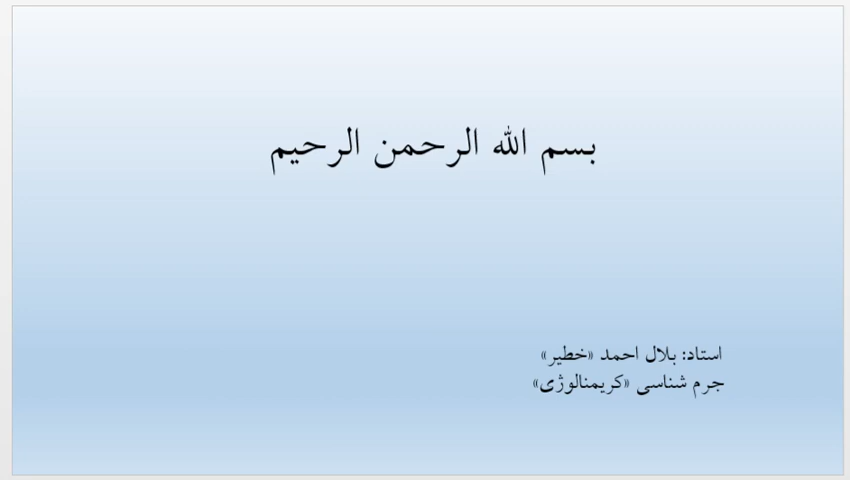 بسم الله الرحمن الرحیم
استاد: بلال احمد «خطیر»
جرم شناسی «کریمنالوژی»